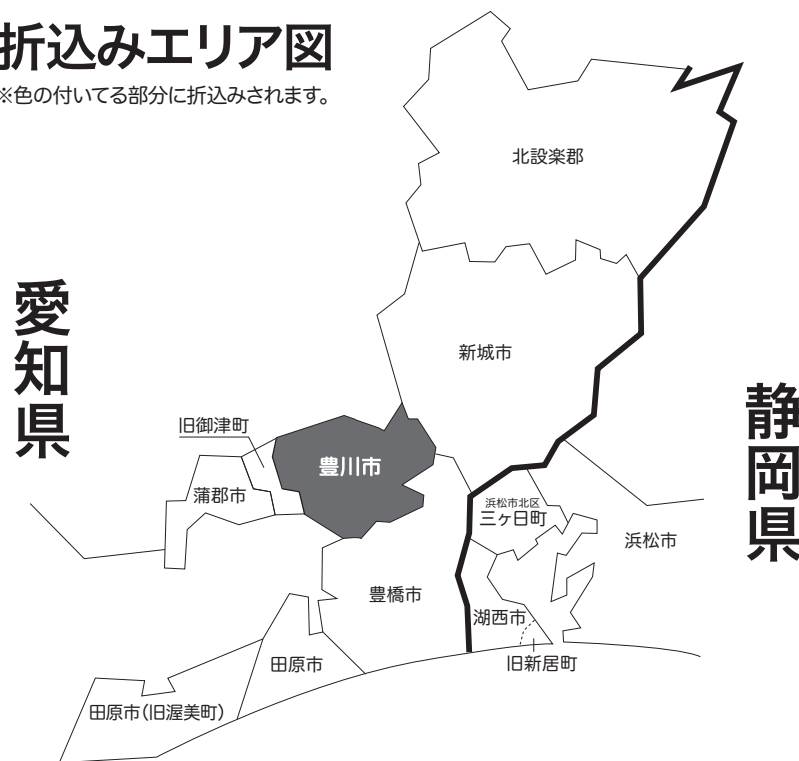 折込みエリア図
※色の付いてる部分に折込みされます。
北設楽郡
愛知県
新城市
静岡県
旧御津町
豊川市
蒲郡市
浜松市北区
三ヶ日町
浜松市
豊橋市
湖西市
旧新居町
田原市
田原市(旧渥美町)